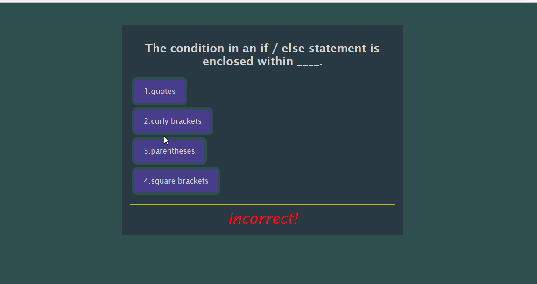 The condition in an if / else statement is
enclosed within ____.
1.quotes
2.curly brackets
3.parentheses
4.square brackets
incorrect!